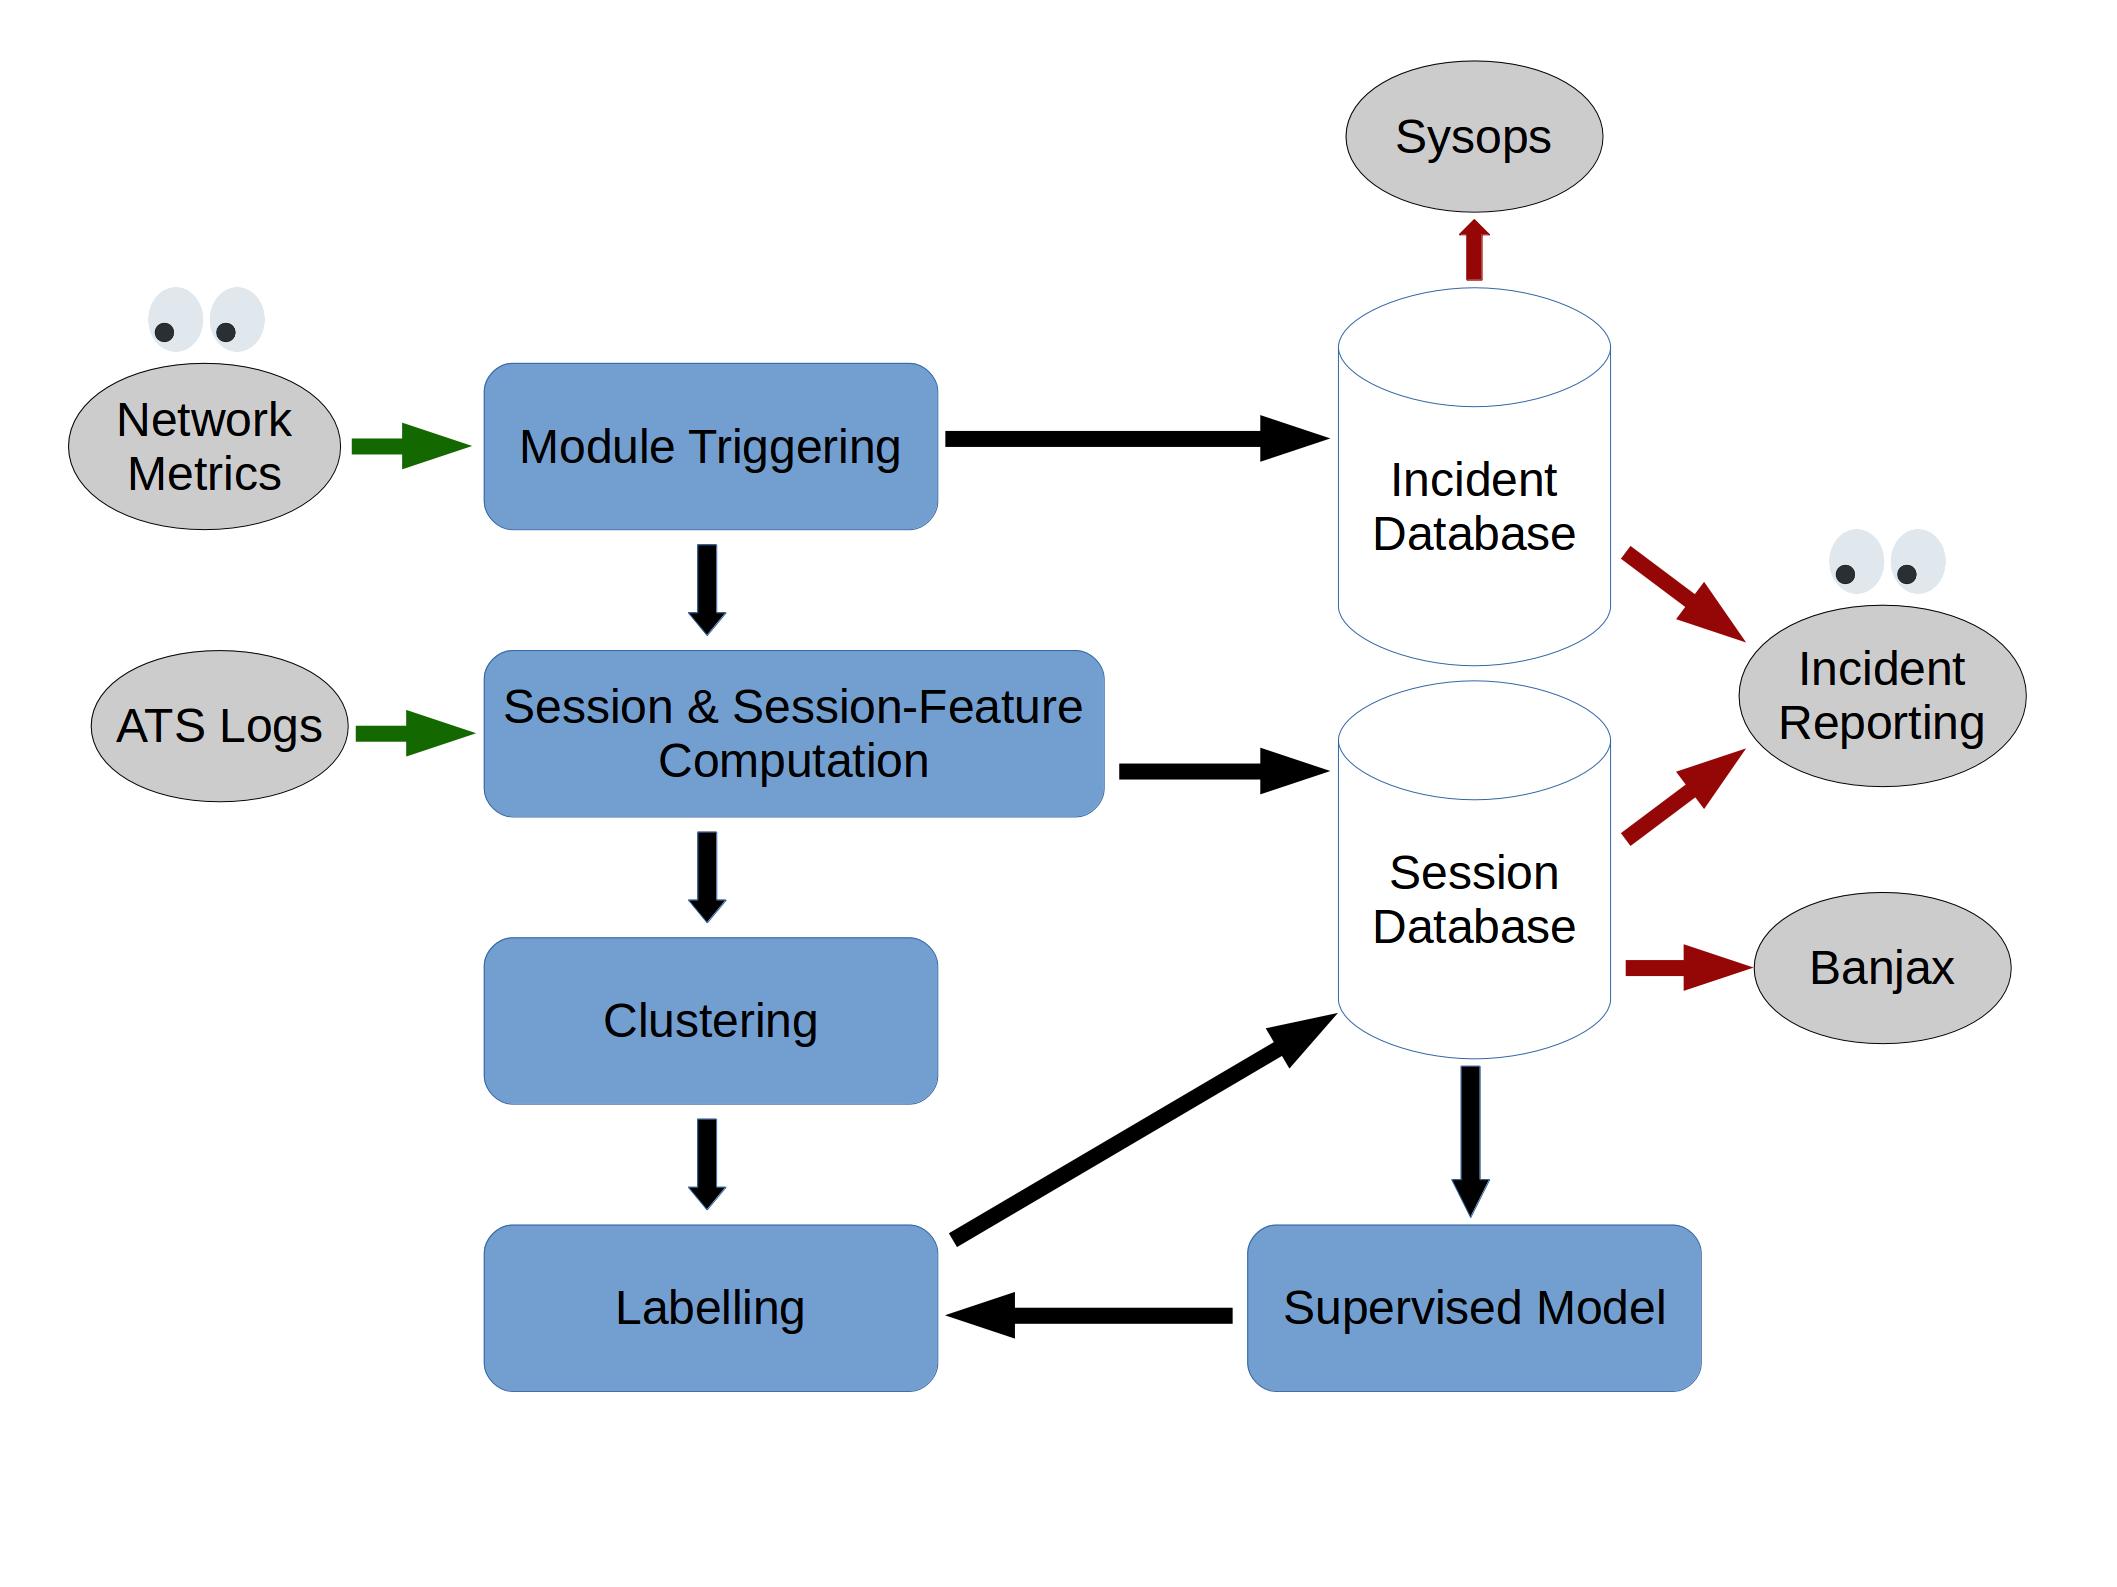 Sysops
Network
Metrics
Module Triggering
Incident
Database
ATS Logs
Session & Session-Feature
Computation
Incident
Reporting
Session
Database
Banjax
Clustering
Labelling
Supervised Model